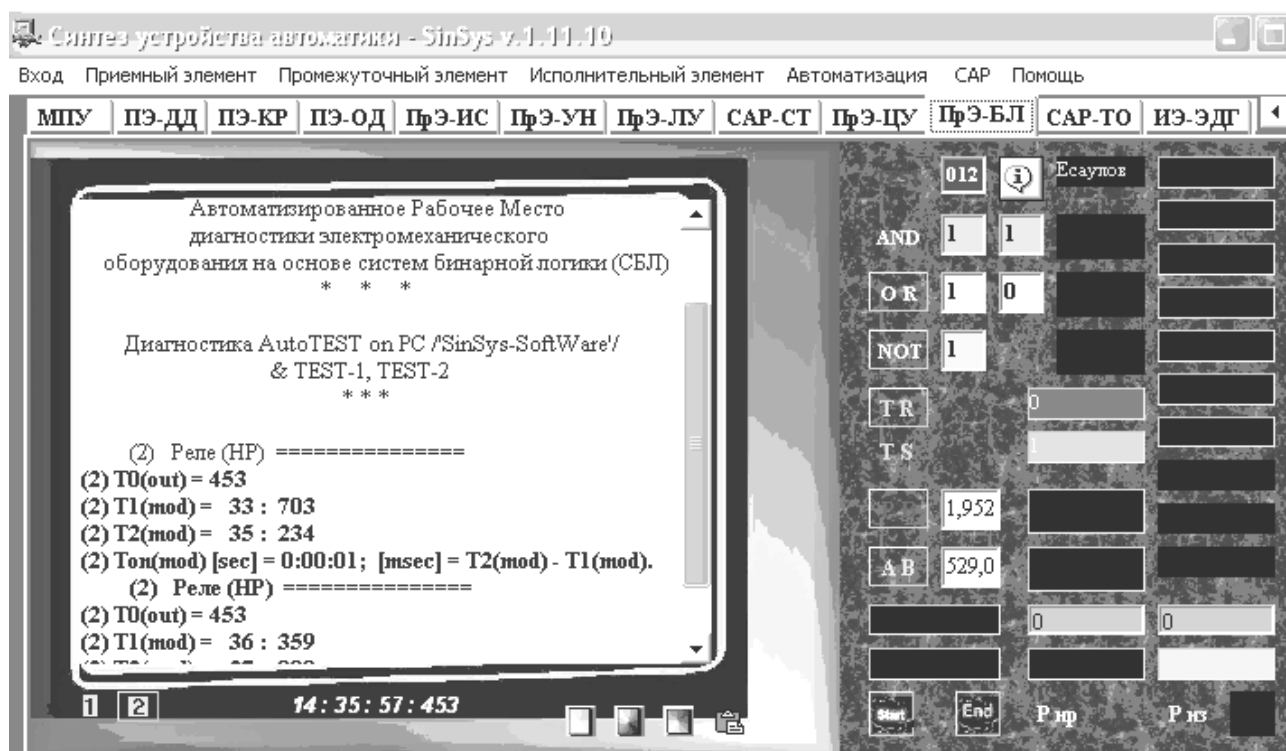 Синтез устройства автоматики - SinSys v.1.11.10
Вход Приемный элемент Промежуточный элемент Исполнительный элемент Автоматизация САР Помощь
МПУ ПЭ-ДД ПЭ-КР ПЭ-ОД ПрЭ-ИС ПрЭ-УН ПрЭ-ЛУ САР-СТ ПрЭ-ЦУ ПрЭ-БЛ САР-ТО ИЭ-ЭДГ
Автоматизированное Рабочее Место
диагностики электромеханического
оборудования на основе систем бинарной логики (СБЛ)
* * *
Диагностика AutoTEST on PC /'SinSys-SoftWare'/
& TEST-1, TEST-2
* * *
(2) Реле (НР) ===============
(2) T0(out) = 453
(2) T1(mod) = 33 : 703
(2) T2(mod) = 35 : 234
(2) Tон(mod) [sec] = 0:00:01; [msec] = T2(mod) - T1(mod).
(2) Реле (НР) ===============
(2) T0(out) = 453
(2) T1(mod) = 36 : 359
1 2 14 : 35 : 57 : 453
012 Есаулов
AND 1 1
O R 1 0
NOT 1
T R 0
T S 1
1,952
A B 529,0
0 0
Start End Р нр Р нз